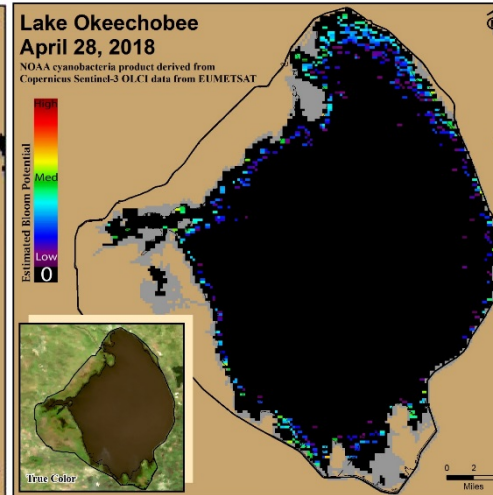 Lake Okeechobee
April 28, 2018
NOAA cyanobacteria product derived from
Copernicus Sentinel-3 OLCI data from EUMETSAT
High
Med
Low
0
Estimated Bloom Potential
True Color
0 2
Miles